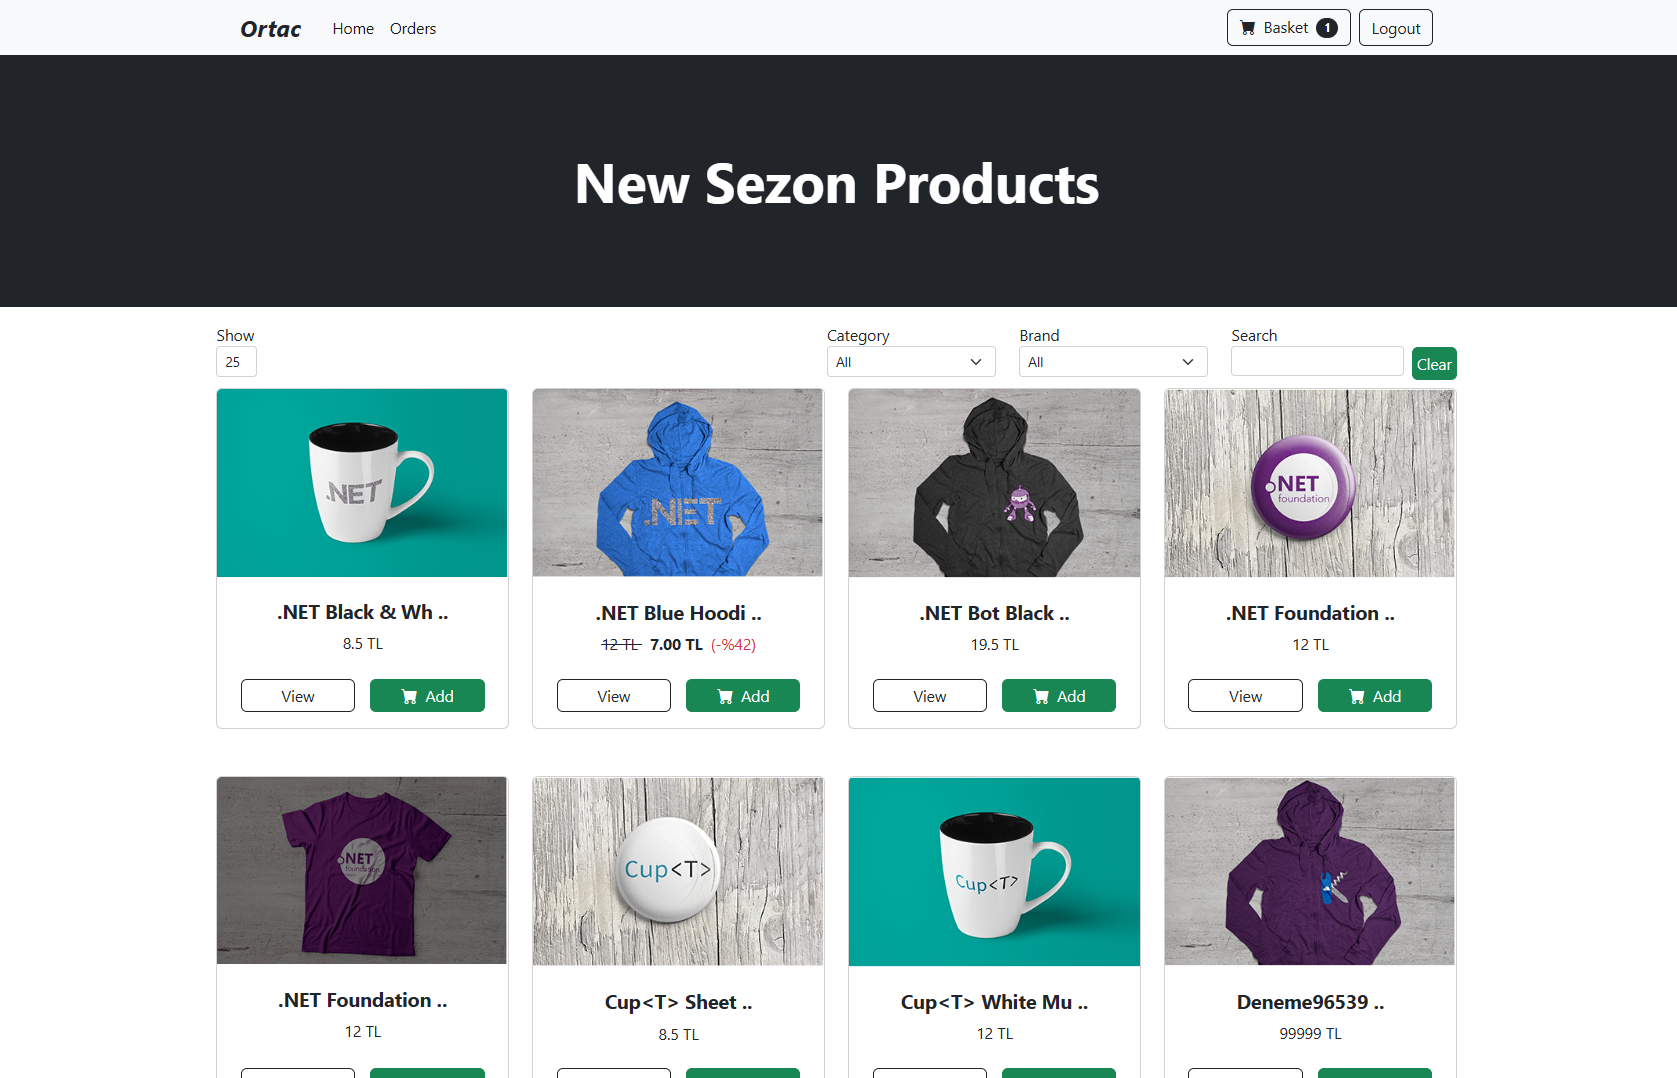 Ortac Home Orders Basket 1 Logout
New Sezon Products
Show Category Brand Search
25 All All Clear
.NET .NET .NET foundation
.NET Black & Wh .. .NET Blue Hoodi .. .NET Bot Black .. .NET Foundation ..
8.5 TL 12 TL 7.00 TL (-%42) 19.5 TL 12 TL
View Add View Add View Add View Add
.NET foundation Cup<T> Cup<T>
.NET Foundation .. Cup<T> Sheet .. Cup<T> White Mu .. Deneme96539 ..
12 TL 8.5 TL 12 TL 99999 TL